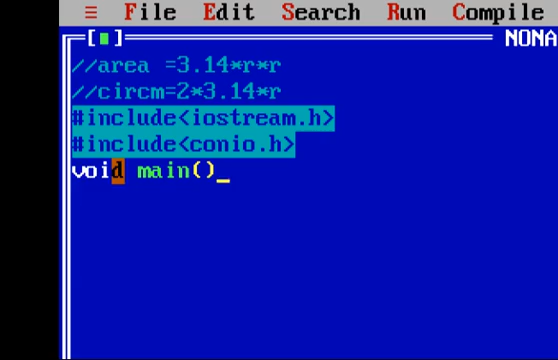 ≡ File Edit Search Run Compile
[■] NONA
//area =3.14*r*r
//circm=2*3.14*r
#include<iostream.h>
#include<conio.h>
void main()_